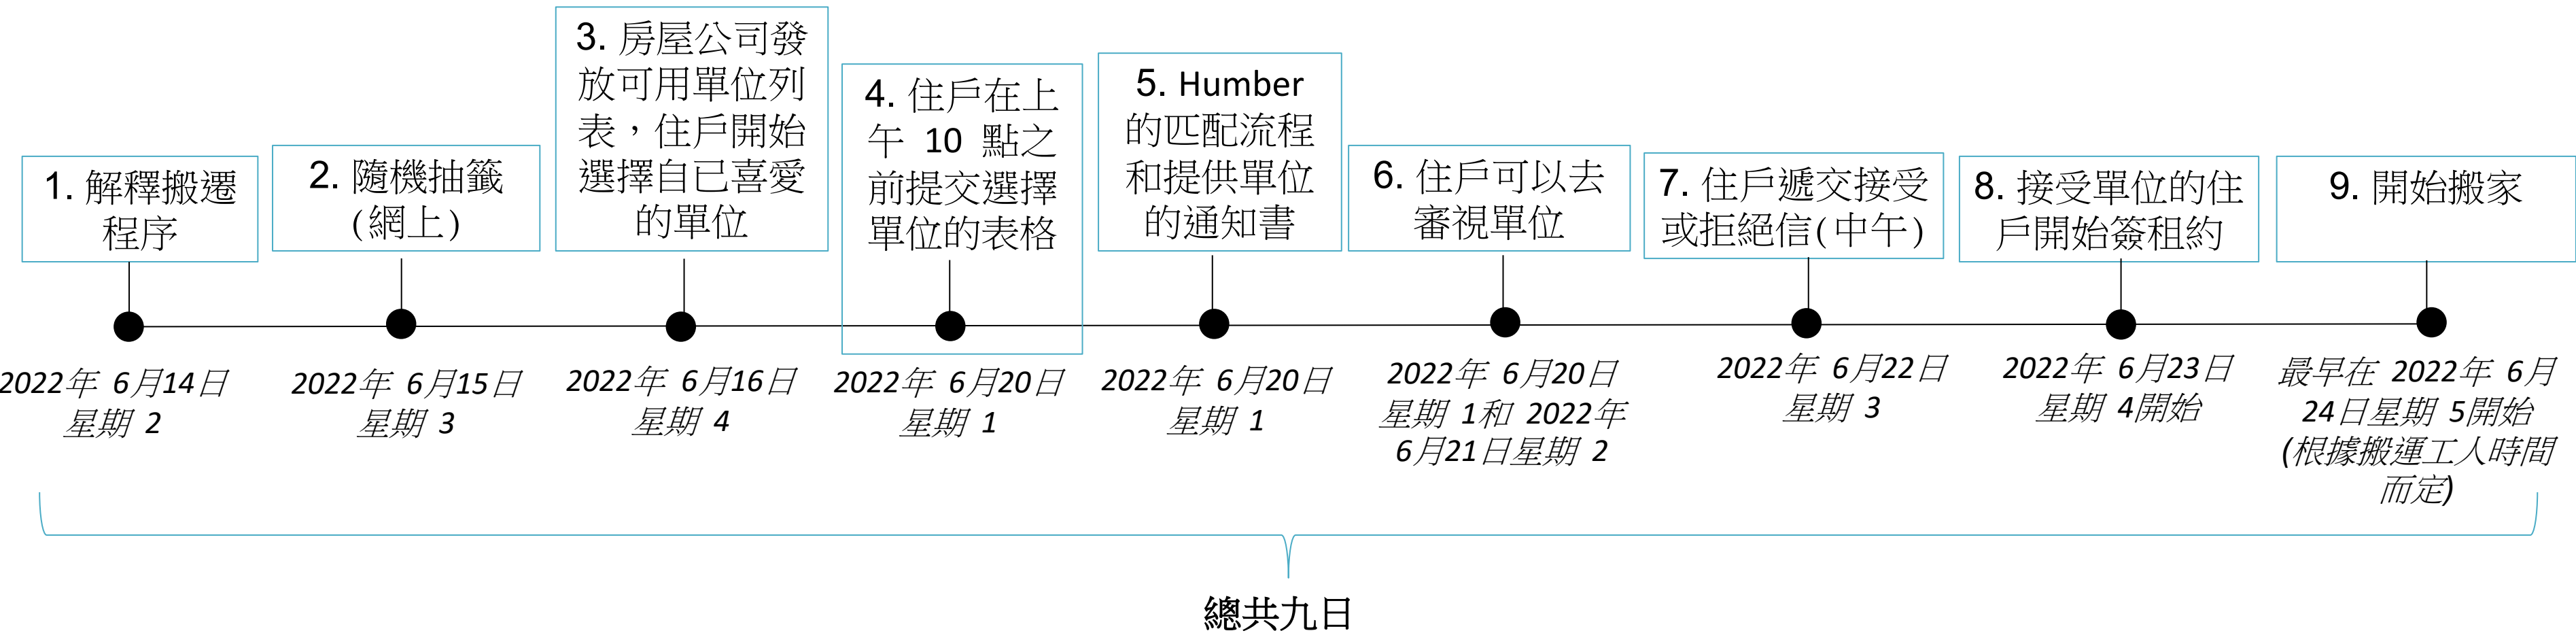 1. 解釋搬遷
程序
2. 隨機抽籤
(網上)
3. 房屋公司發
放可用單位列
表，住戶開始
選擇自已喜愛
的單位
4. 住戶在上
午 10 點之
前提交選擇
單位的表格
5. Humber
的匹配流程
和提供單位
的通知書
6. 住戶可以去
審視單位
7. 住戶遞交接受
或拒絕信(中午)
8. 接受單位的住
戶開始簽租約
9. 開始搬家
2022年 6月14日
星期 2
2022年 6月15日
星期 3
2022年 6月16日
星期 4
2022年 6月20日
星期 1
2022年 6月20日
星期 1
2022年 6月20日
星期 1和 2022年
6月21日星期 2
2022年 6月22日
星期 3
2022年 6月23日
星期 4開始
最早在 2022年 6月
24日星期 5開始
(根據搬運工人時間
而定)
總共九日